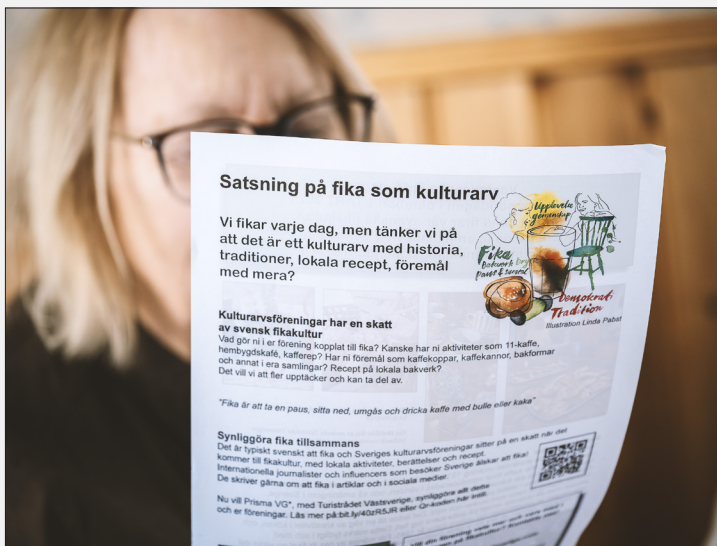 Satsning på fika som kulturarv
Vi fikar varje dag, men tänker vi på
att det är ett kulturarv med historia,
traditioner, lokala recept, föremål
med mera?
Upplevelse
gemenskap
Fika
Bakverk
paus &
Demokrati
Tradition
Illustration Linda Pabst
Kulturarvsföreningar har en skatt
av svensk fikakultur
Vad gör ni i er förening kopplat till fika? Kanske har ni aktiviteter som 11-kaffe,
hembygdskafé, kafferep? Har ni föremål som kaffekoppar, kaffekannor, bakformar
och annat i era samlingar? Recept på lokala bakverk?
Det vill vi att fler upptäcker och kan ta del av.
"Fika är att ta en paus, sitta ned, umgås och dricka kaffe med bulle eller kaka"
Synliggöra fika tillsammans
Det är typiskt svenskt att fika och Sveriges kulturarvsföreningar sitter på en skatt när det
kommer till fikakultur, med lokala aktiviteter, berättelser och recept.
Internationella journalister och influencers som besöker Sverige älskar att fika!
De skriver gärna om att fika i artiklar och i sociala medier.
Nu vill Prisma VG*, med Turistrådet Västsverige, synliggöra allt detta
och er föreningar. Läs mer på:bit.ly/40zR5JR eller Qr-koden här intill.